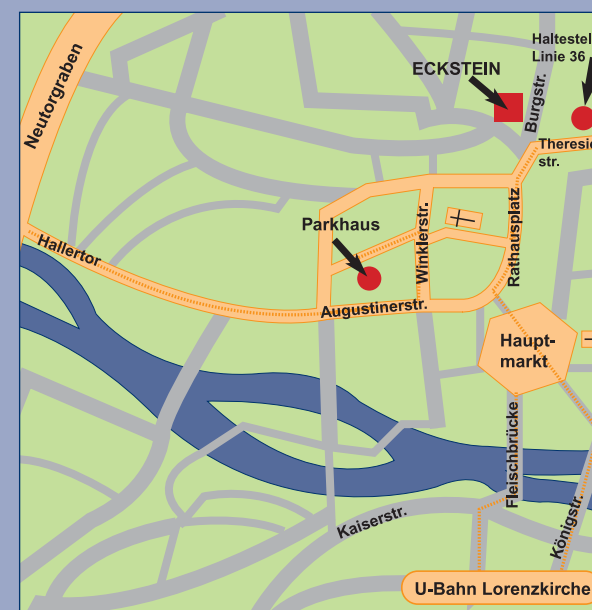 Haltestel
Linie 36
Neutorgraben
ECKSTEIN
Burgstr.
Theresie
str.
Parkhaus
Winklerstr.
Rathausplatz
Hallertor
Augustinerstr.
Haupt-
markt
Fleischbrücke
Kaiserstr.
Königstr.
U-Bahn Lorenzkirche